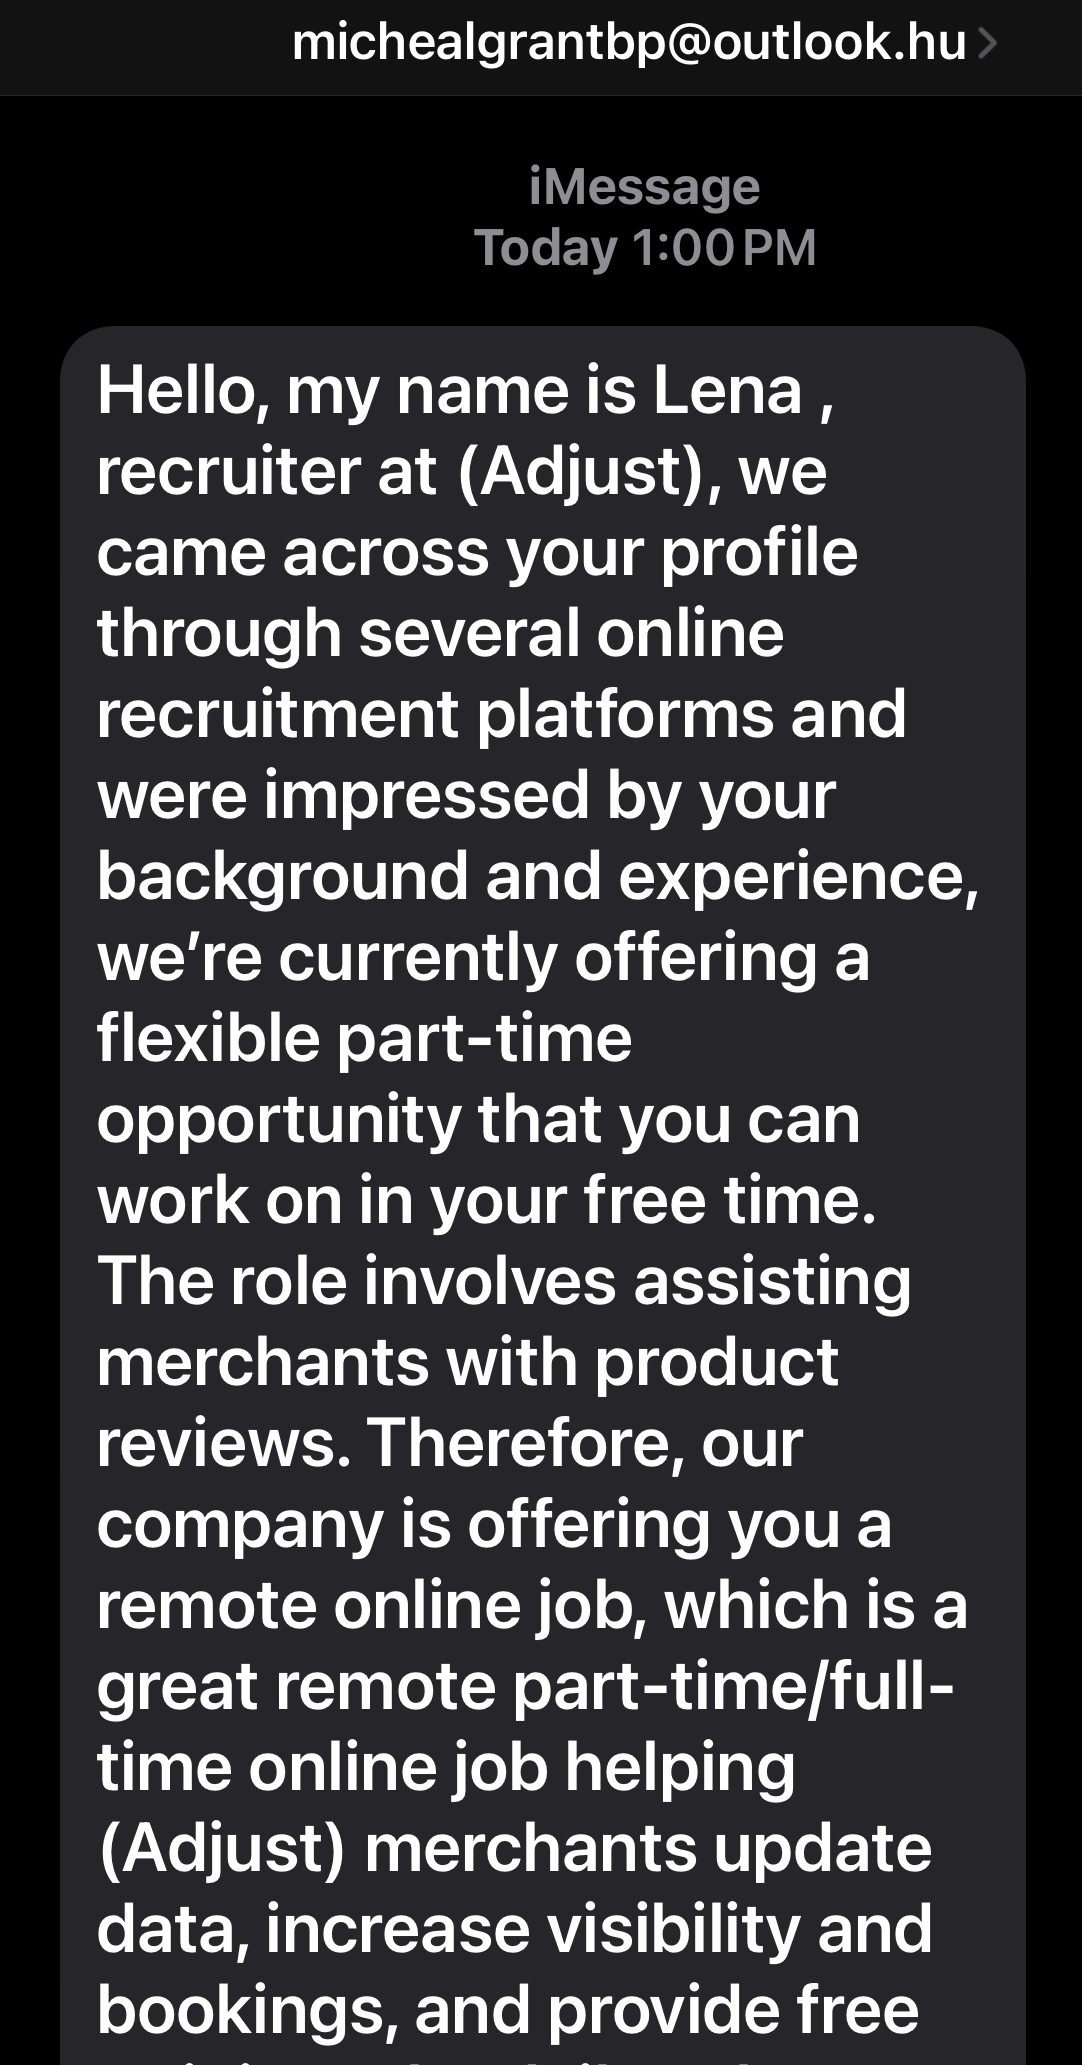 michealgrantbp@outlook.hu
iMessage
Today 1:00 PM
Hello, my name is Lena ,
recruiter at (Adjust), we
came across your profile
through several online
recruitment platforms and
were impressed by your
background and experience,
we’re currently offering a
flexible part-time
opportunity that you can
work on in your free time.
The role involves assisting
merchants with product
reviews. Therefore, our
company is offering you a
remote online job, which is a
great remote part-time/full-
time online job helping
(Adjust) merchants update
data, increase visibility and
bookings, and provide free